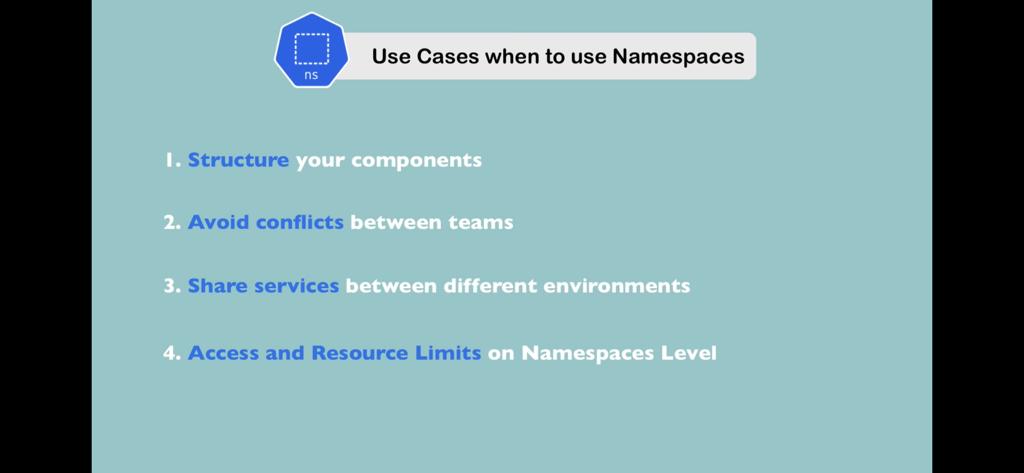 ns
Use Cases when to use Namespaces
1. Structure your components
2. Avoid conflicts between teams
3. Share services between different environments
4. Access and Resource Limits on Namespaces Level